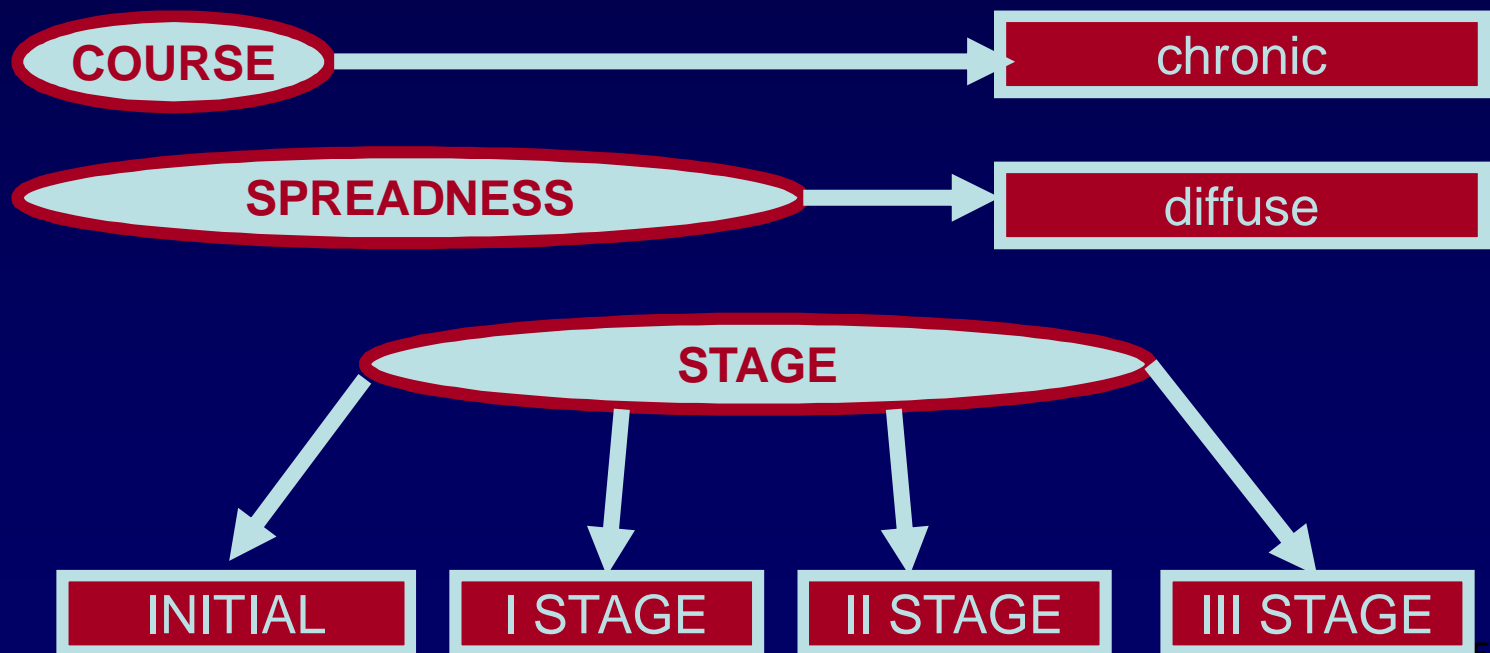 COURSE
chronic
SPREADNESS
diffuse
STAGE
INITIAL
I STAGE
II STAGE
III STAGE